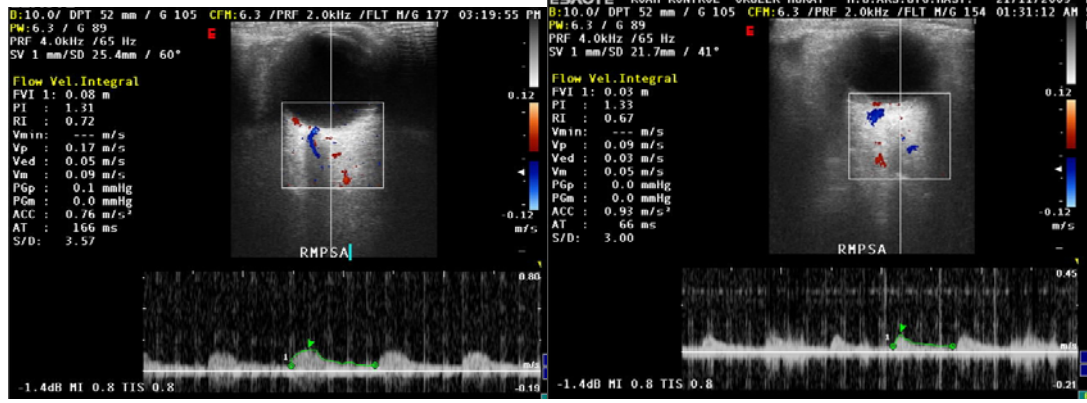 B:10.0/ DPT 52 mm / G 105 CFM:6.3 /PRF 2.0kHz/FLT M/G 177 03:19:55 PM
PW:6.3 / G 89
PRF 4.0kHz /65 Hz
SV 1 mm/SD 25.4mm / 60°
E
Flow Vel.Integral
FVI 1: 0.08 m
PI : 1.31
RI : 0.72
Vmin: --- m/s
Vp : 0.17 m/s
Ved : 0.05 m/s
Vm : 0.09 m/s
PGp : 0.1 mmHg
PGm : 0.0 mmHg
ACC : 0.76 m/s²
AT : 166 ms
S/D: 3.57
0.12
-0.12
m/s
RMPSA
0.80
1
m/s
-0.19
-1.4dB MI 0.8 TIS 0.8
B:10.0/ DPT 52 mm / G 105 CFM:6.3 /PRF 2.0kHz/FLT M/G 154 01:31:12 AM
PW:6.3 / G 89
PRF 4.0kHz /65 Hz
SV 1 mm/SD 21.7mm / 41°
E
Flow Vel.Integral
FVI 1: 0.03 m
PI : 1.33
RI : 0.67
Vmin: --- m/s
Vp : 0.09 m/s
Ved : 0.03 m/s
Vm : 0.05 m/s
PGp : 0.0 mmHg
PGm : 0.0 mmHg
ACC : 0.93 m/s²
AT : 66 ms
S/D: 3.00
0.12
-0.12
m/s
RMPSA
0.45
1
m/s
-0.21
-1.4dB MI 0.8 TIS 0.8